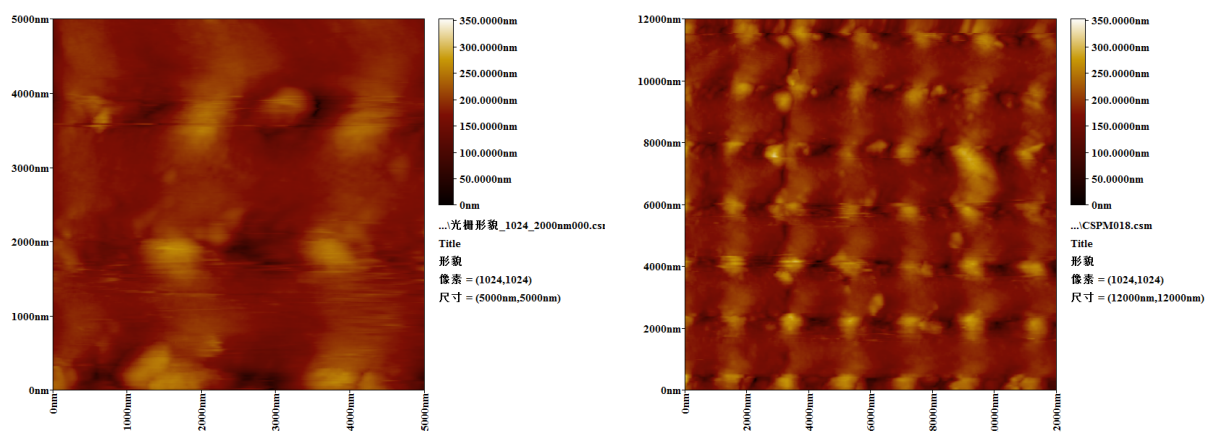 5000nm
4000nm
3000nm
2000nm
1000nm
0nm
0nm
1000nm
2000nm
3000nm
4000nm
5000nm
350.0000nm
300.0000nm
250.0000nm
200.0000nm
150.0000nm
100.0000nm
50.0000nm
0nm
...\光栅形貌_1024_2000nm000.csı
Title
形貌
像素 = (1024,1024)
尺寸 = (5000nm,5000nm)
12000nm
10000nm
8000nm
6000nm
4000nm
2000nm
0nm
0nm
2000nm
4000nm
6000nm
8000nm
0000nm
2000nm
350.0000nm
300.0000nm
250.0000nm
200.0000nm
150.0000nm
100.0000nm
50.0000nm
0nm
...\CSPM018.csm
Title
形貌
像素 = (1024,1024)
尺寸 = (12000nm,12000nm)